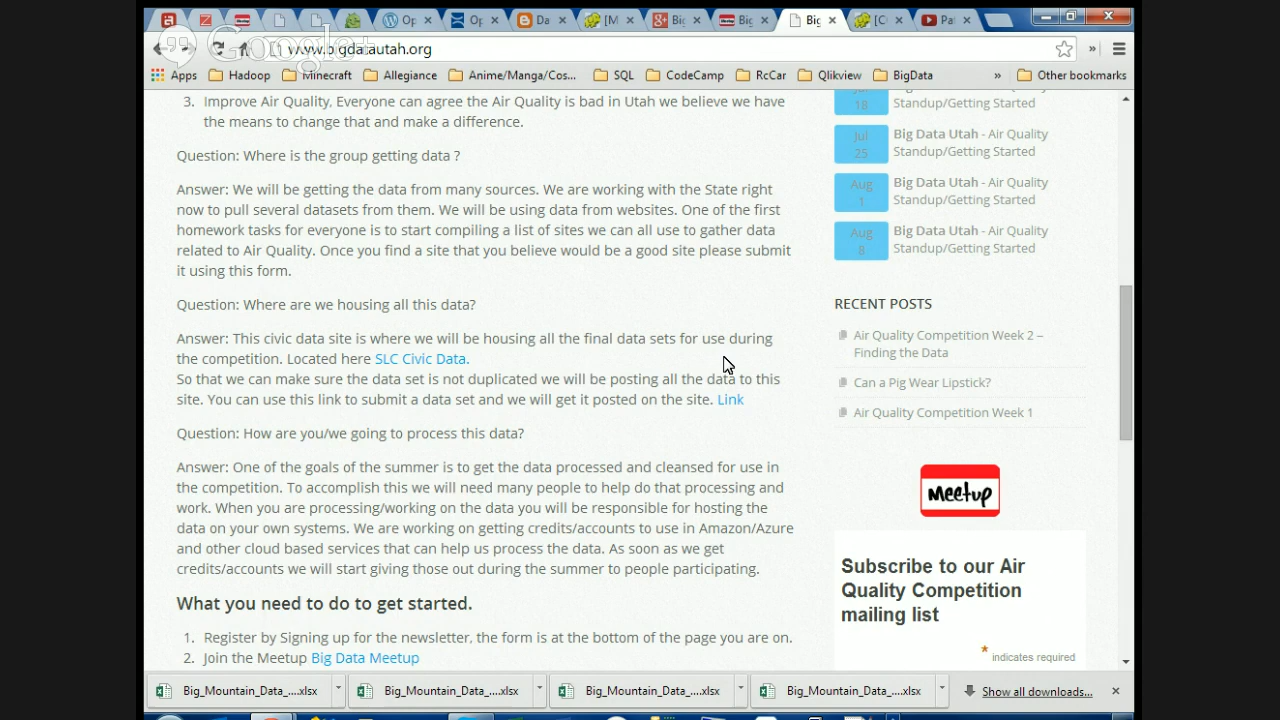 Op
Op
Da
[M
Big
Big
Big
[C
Pa
Google+
www.bigdatautah.org
Apps
Hadoop
Minecraft
Allegiance
Anime/Manga/Cos...
SQL
CodeCamp
RcCar
Qlikview
BigData
»
Other bookmarks
3. Improve Air Quality, Everyone can agree the Air Quality is bad in Utah we believe we have
the means to change that and make a difference.
Question: Where is the group getting data ?
Answer: We will be getting the data from many sources. We are working with the State right
now to pull several datasets from them. We will be using data from websites. One of the first
homework tasks for everyone is to start compiling a list of sites we can all use to gather data
related to Air Quality. Once you find a site that you believe would be a good site please submit
it using this form.
Question: Where are we housing all this data?
Answer: This civic data site is where we will be housing all the final data sets for use during
the competition. Located here SLC Civic Data.
So that we can make sure the data set is not duplicated we will be posting all the data to this
site. You can use this link to submit a data set and we will get it posted on the site. Link
Question: How are you/we going to process this data?
Answer: One of the goals of the summer is to get the data processed and cleansed for use in
the competition. To accomplish this we will need many people to help do that processing and
work. When you are processing/working on the data you will be responsible for hosting the
data on your own systems. We are working on getting credits/accounts to use in Amazon/Azure
and other cloud based services that can help us process the data. As soon as we get
credits/accounts we will start giving those out during the summer to people participating.
What you need to do to get started.
1. Register by Signing up for the newsletter, the form is at the bottom of the page you are on.
2. Join the Meetup Big Data Meetup
18
Standup/Getting Started
Jul
25
Big Data Utah - Air Quality
Standup/Getting Started
Aug
1
Big Data Utah - Air Quality
Standup/Getting Started
Aug
8
Big Data Utah - Air Quality
Standup/Getting Started
RECENT POSTS
Air Quality Competition Week 2 –
Finding the Data
Can a Pig Wear Lipstick?
Air Quality Competition Week 1
Meetup
Subscribe to our Air
Quality Competition
mailing list
* indicates required
Big_Mountain_Data_....xlsx
Big_Mountain_Data_....xlsx
Big_Mountain_Data_....xlsx
Big_Mountain_Data_....xlsx
Show all downloads...